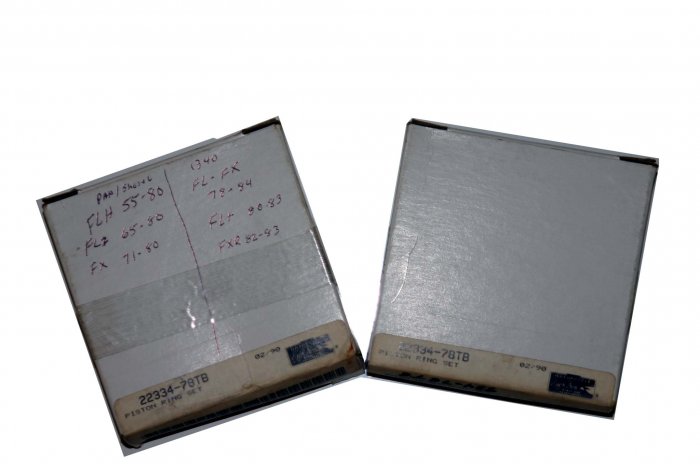 PAN/Shovel
FLH 55-80
FLI 65-80
FX 71-80
1340
FL-FX
78-84
FLT 80-83
FXR 82-83
22334-78TB
02/90
PISTON RING SET
22334-78TB
02/90
PISTON RING SET